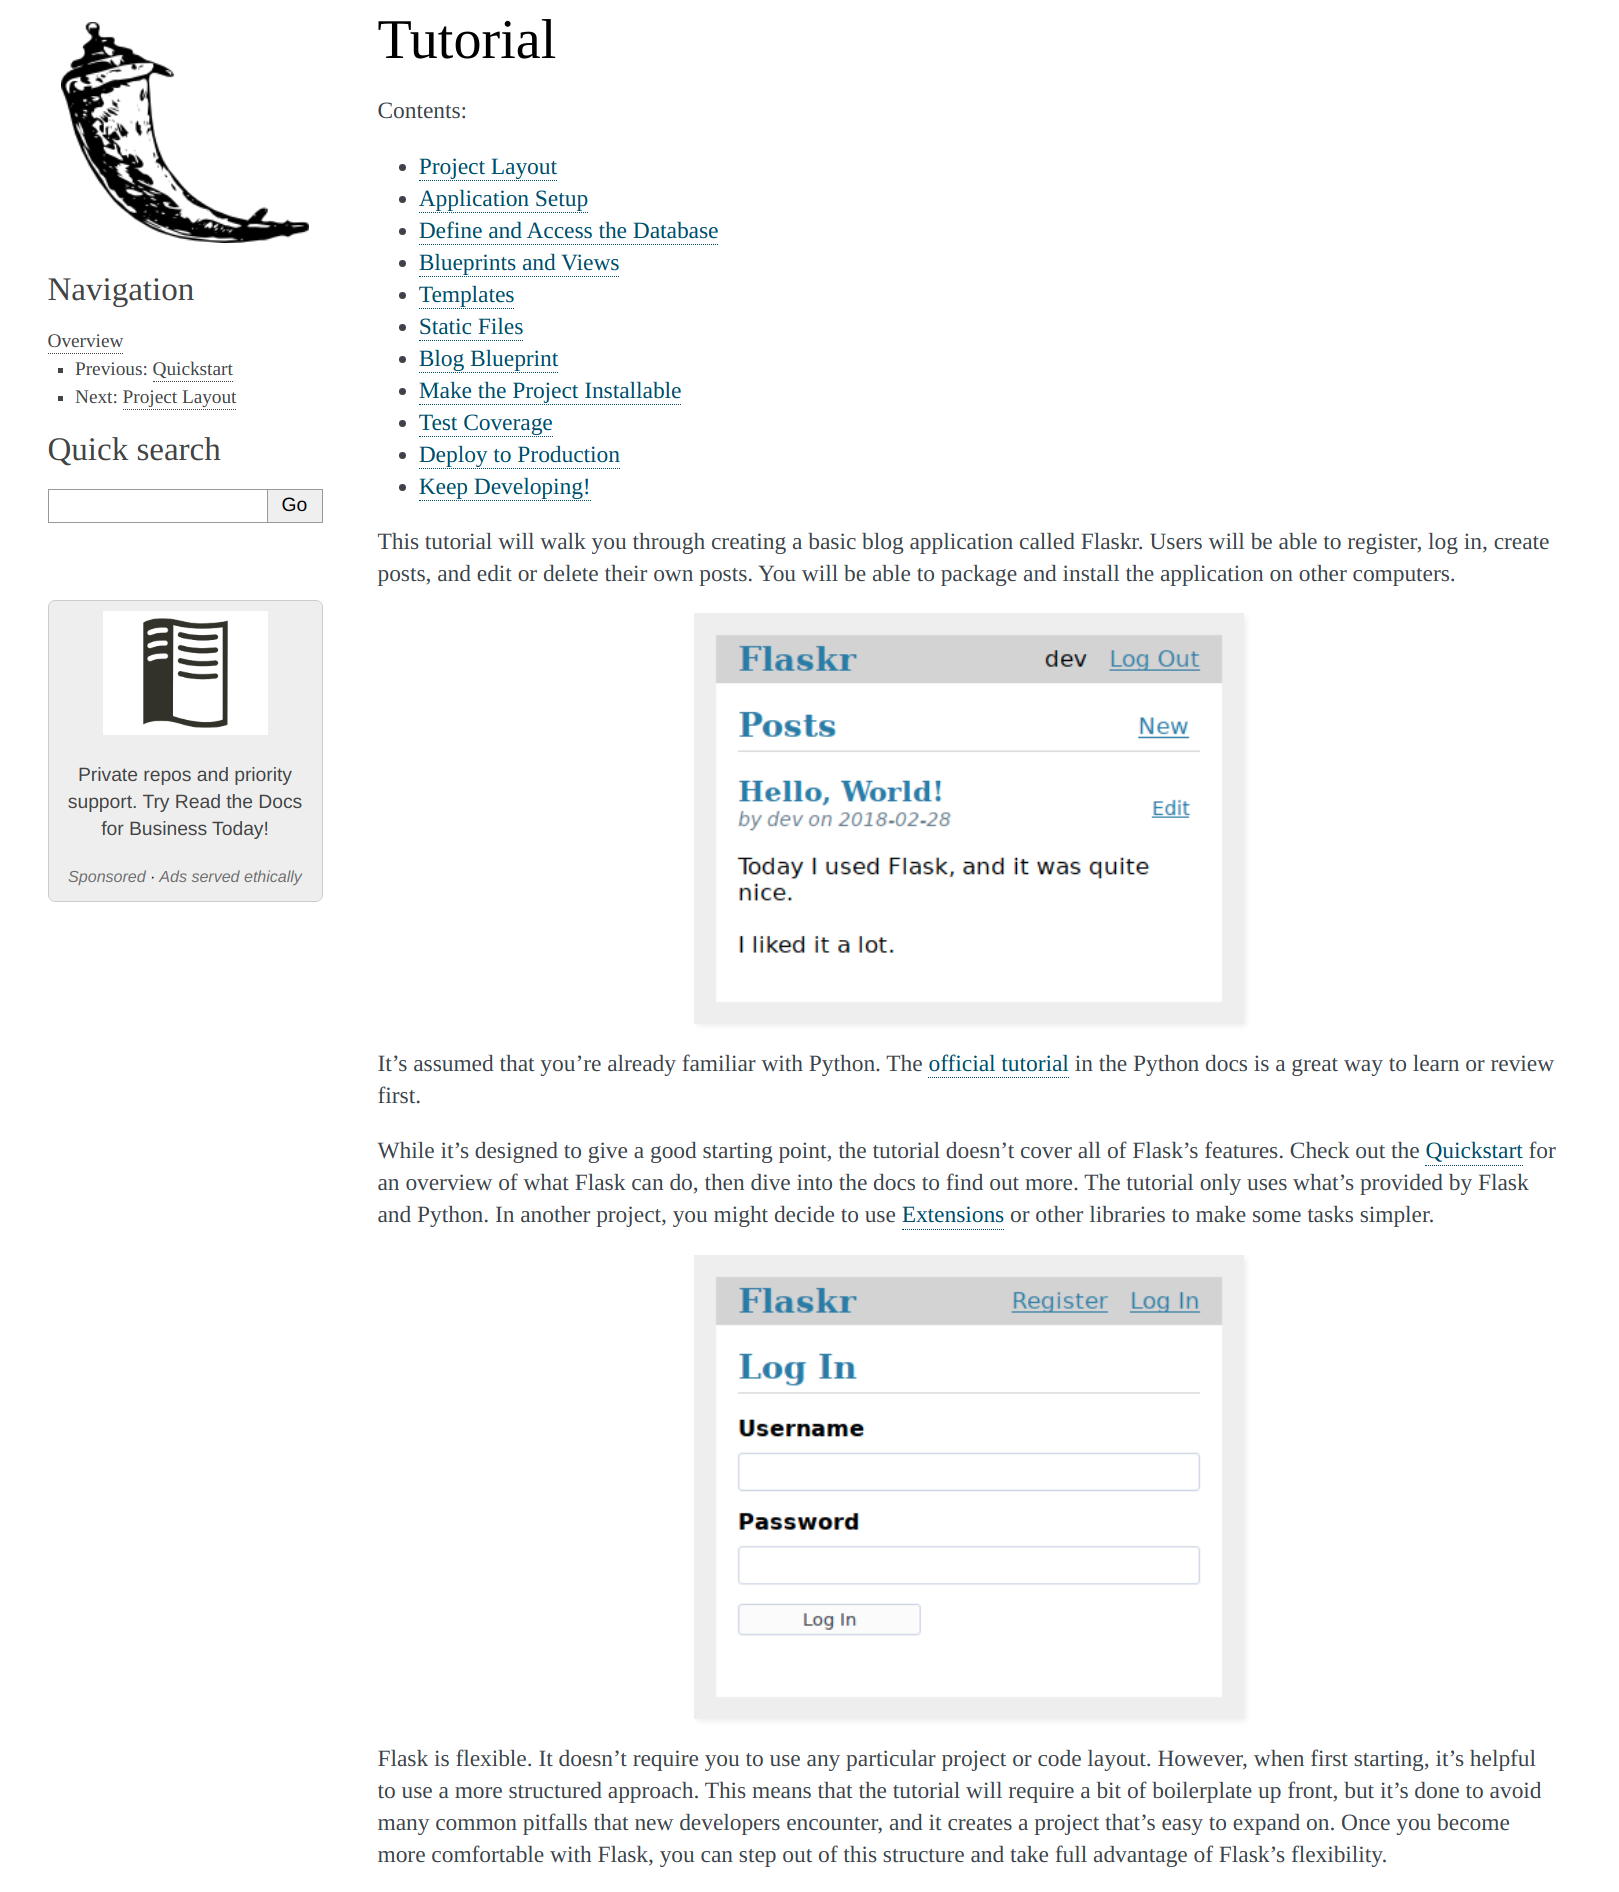 Tutorial
Contents:
Project Layout
Application Setup
Define and Access the Database
Blueprints and Views
Templates
Static Files
Blog Blueprint
Make the Project Installable
Test Coverage
Deploy to Production
Keep Developing!
Navigation
Overview
Previous: Quickstart
Next: Project Layout
Quick search
Go
Private repos and priority
support. Try Read the Docs
for Business Today!
Sponsored · Ads served ethically
This tutorial will walk you through creating a basic blog application called Flaskr. Users will be able to register, log in, create
posts, and edit or delete their own posts. You will be able to package and install the application on other computers.
Flaskr dev Log Out
Posts New
Hello, World!
by dev on 2018-02-28 Edit
Today I used Flask, and it was quite
nice.
I liked it a lot.
It’s assumed that you’re already familiar with Python. The official tutorial in the Python docs is a great way to learn or review
first.
While it’s designed to give a good starting point, the tutorial doesn’t cover all of Flask’s features. Check out the Quickstart for
an overview of what Flask can do, then dive into the docs to find out more. The tutorial only uses what’s provided by Flask
and Python. In another project, you might decide to use Extensions or other libraries to make some tasks simpler.
Flaskr Register Log In
Log In
Username
Password
Log In
Flask is flexible. It doesn’t require you to use any particular project or code layout. However, when first starting, it’s helpful
to use a more structured approach. This means that the tutorial will require a bit of boilerplate up front, but it’s done to avoid
many common pitfalls that new developers encounter, and it creates a project that’s easy to expand on. Once you become
more comfortable with Flask, you can step out of this structure and take full advantage of Flask’s flexibility.